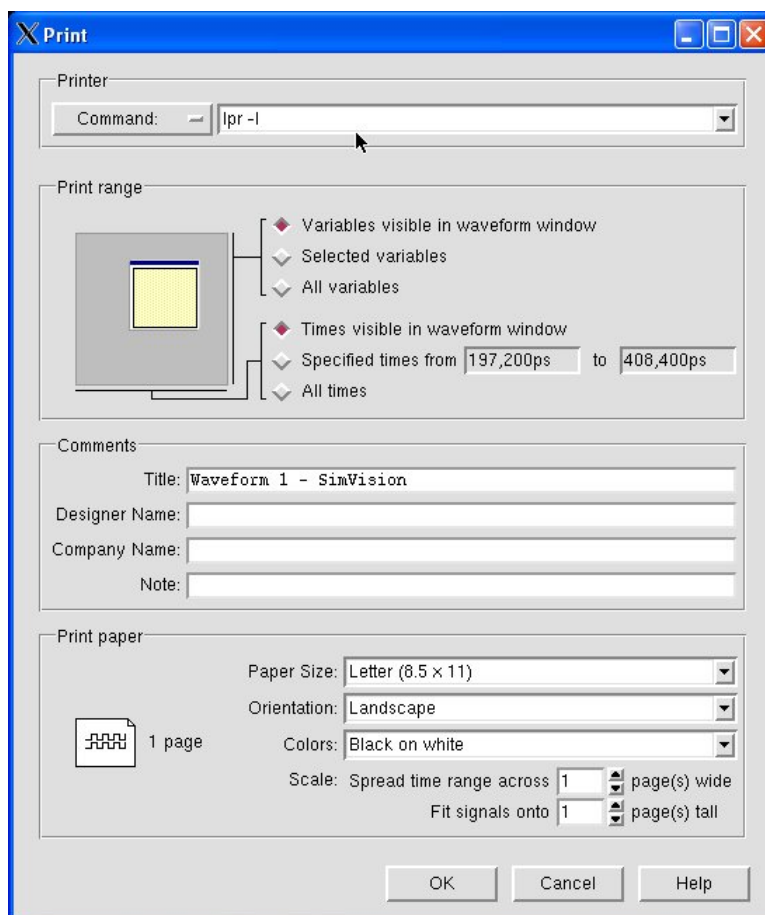 Print
Printer
Command: lpr -l
Print range
Variables visible in waveform window
Selected variables
All variables
Times visible in waveform window
Specified times from 197,200ps to 408,400ps
All times
Comments
Title: Waveform 1 - SimVision
Designer Name:
Company Name:
Note:
Print paper
Paper Size: Letter (8.5 × 11)
Orientation: Landscape
1 page
Colors: Black on white
Scale: Spread time range across 1 page(s) wide
Fit signals onto 1 page(s) tall
OK Cancel Help